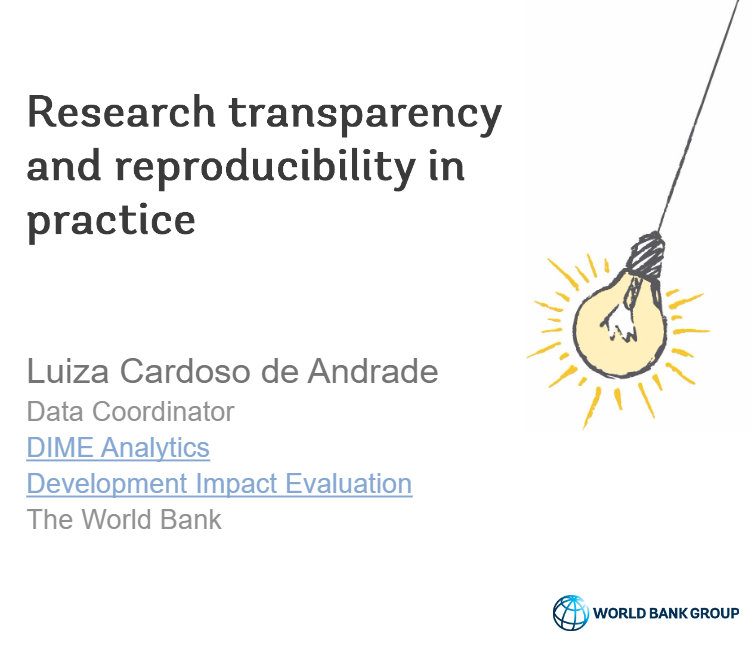 Research transparency
and reproducibility in
practice
Luiza Cardoso de Andrade
Data Coordinator
DIME Analytics
Development Impact Evaluation
The World Bank
WORLD BANK GROUP